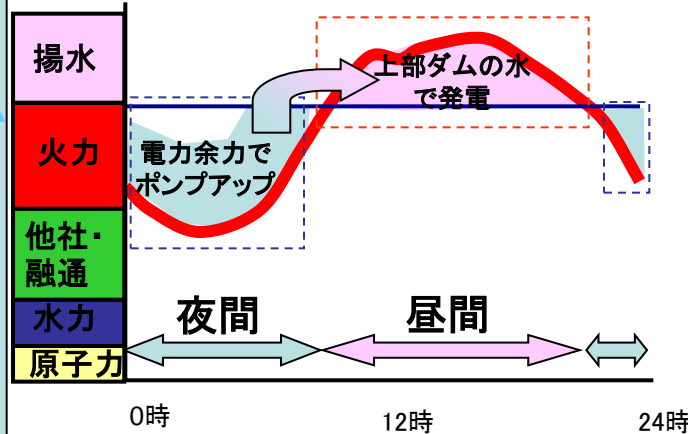 揚水
火力
他社・
融通
水力
原子力
電力余力で
ポンプアップ
上部ダムの水
で発電
夜間
昼間
0時
12時
24時